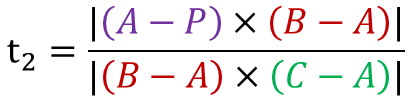 t₂ = |(A − P) × (B − A)| / |(B − A) × (C − A)|